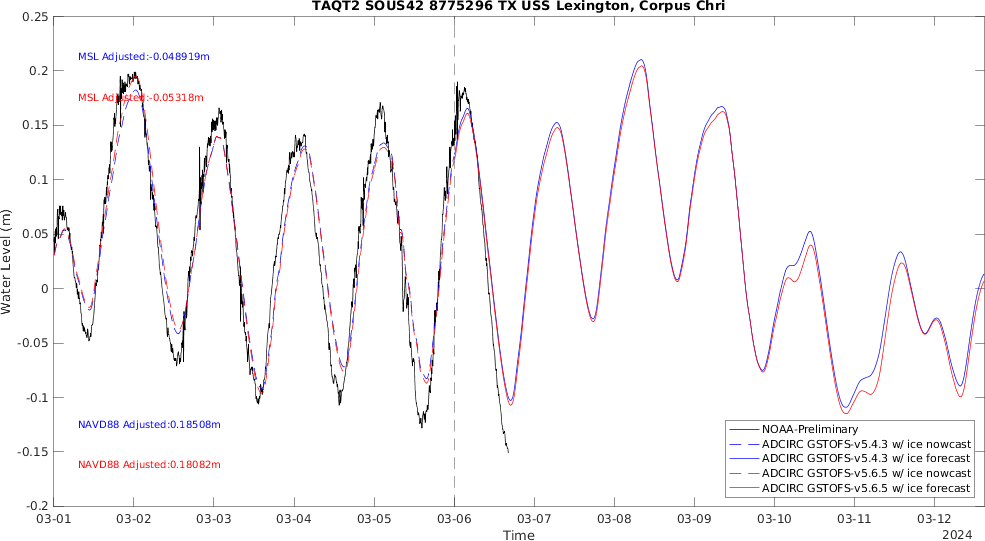 TAQT2 SOUS42 8775296 TX USS Lexington, Corpus Chri
0.25
0.2
0.15
0.1
0.05
0
-0.05
-0.1
-0.15
-0.2
Water Level (m)
MSL Adjusted:-0.048919m
MSL Adjusted:-0.05318m
NAVD88 Adjusted:0.18508m
NAVD88 Adjusted:0.18082m
NOAA-Preliminary
ADCIRC GSTOFS-v5.4.3 w/ ice nowcast
ADCIRC GSTOFS-v5.4.3 w/ ice forecast
ADCIRC GSTOFS-v5.6.5 w/ ice nowcast
ADCIRC GSTOFS-v5.6.5 w/ ice forecast
03-01 03-02 03-03 03-04 03-05 03-06 03-07 03-08 03-09 03-10 03-11 03-12
Time
2024